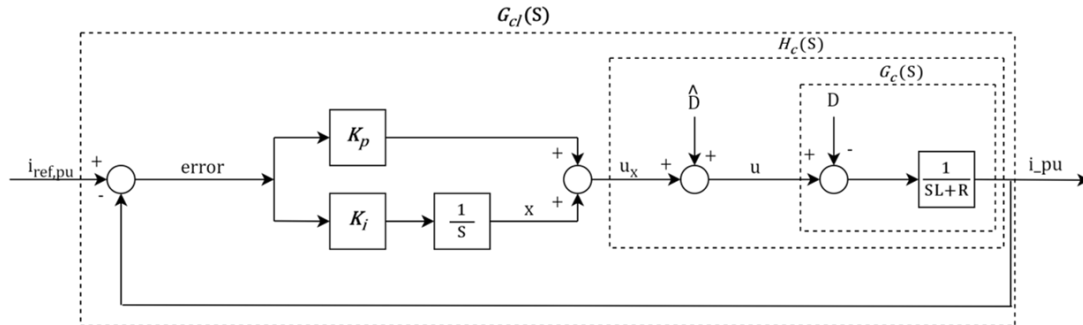 G_cl(S)
H_c(S)
G_c(S)
D̂
D
K_p
+
+
-
i_ref,pu
+
-
error
+
u_x
+
+
u
+
1
SL+R
i_pu
K_i
1
S
x